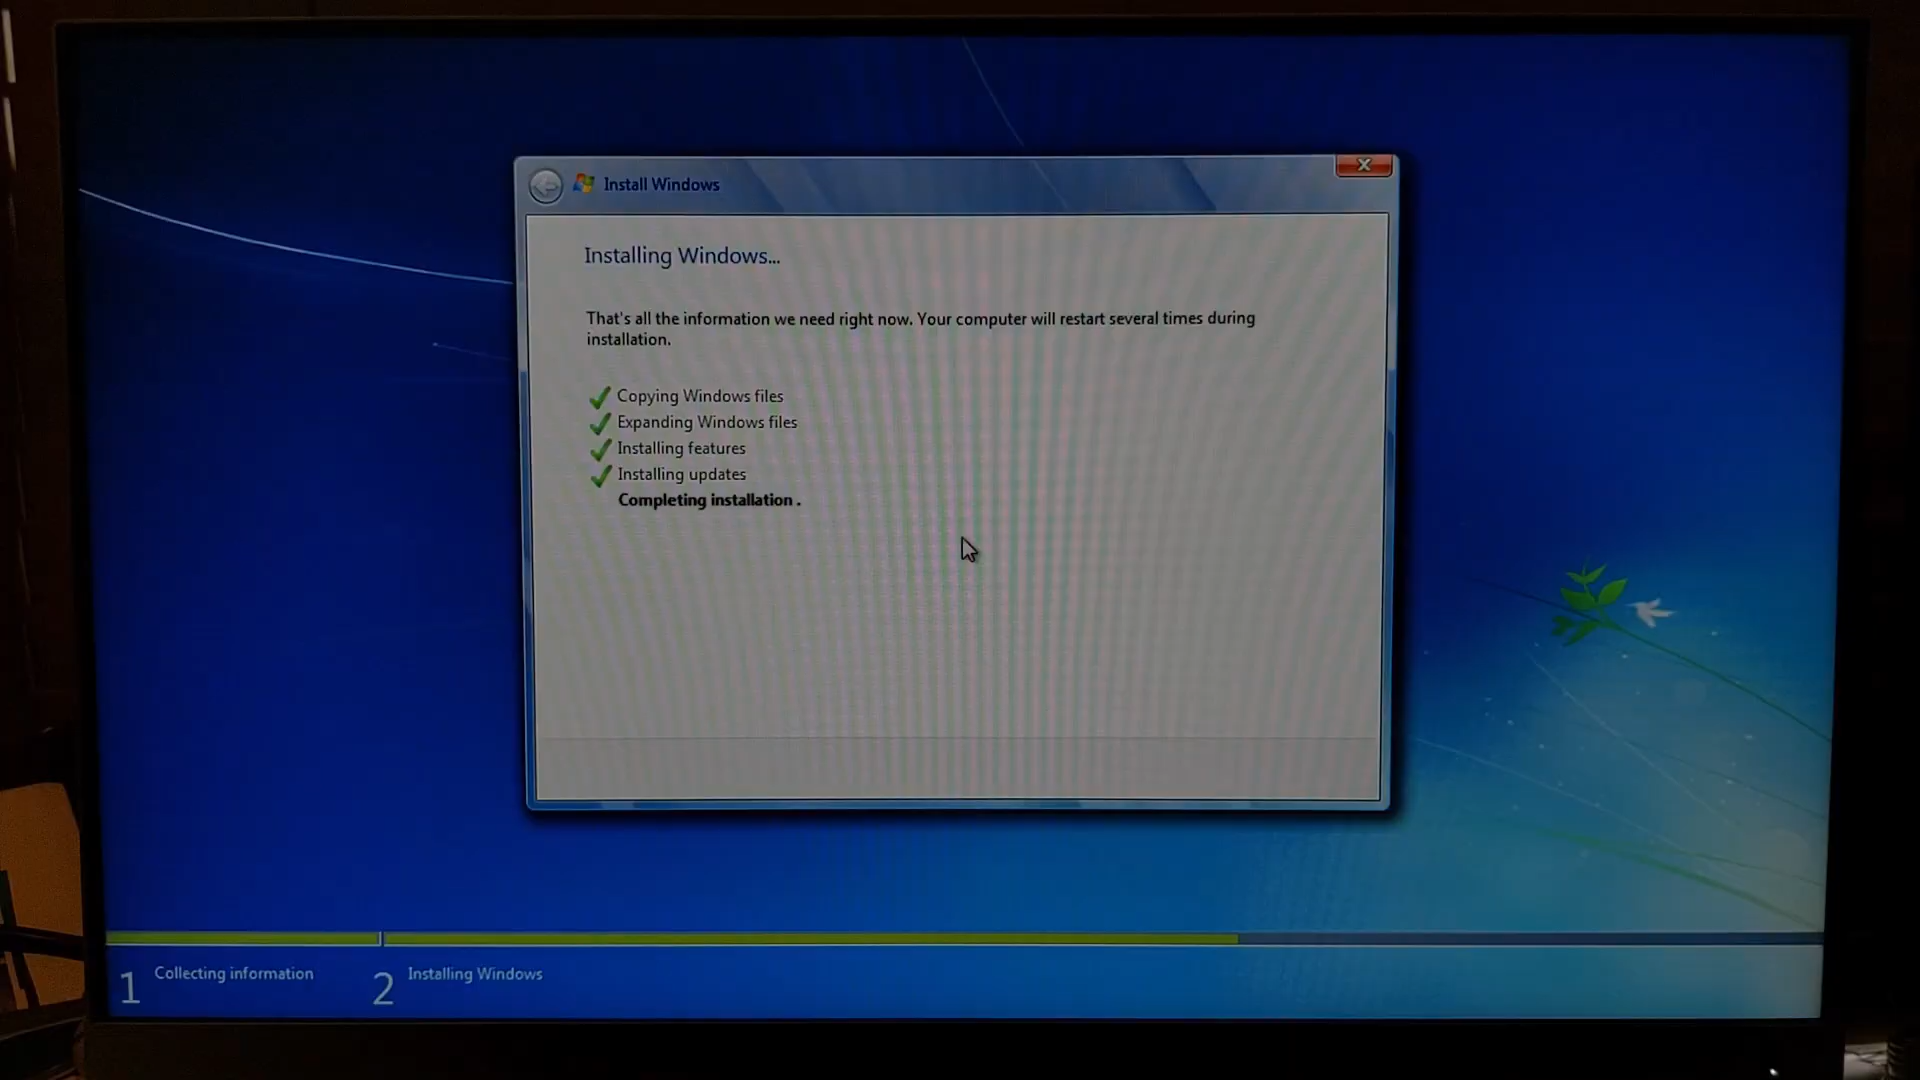 Install Windows
Installing Windows...
That's all the information we need right now. Your computer will restart several times during
installation.
Copying Windows files
Expanding Windows files
Installing features
Installing updates
Completing installation .
1 Collecting information
2 Installing Windows